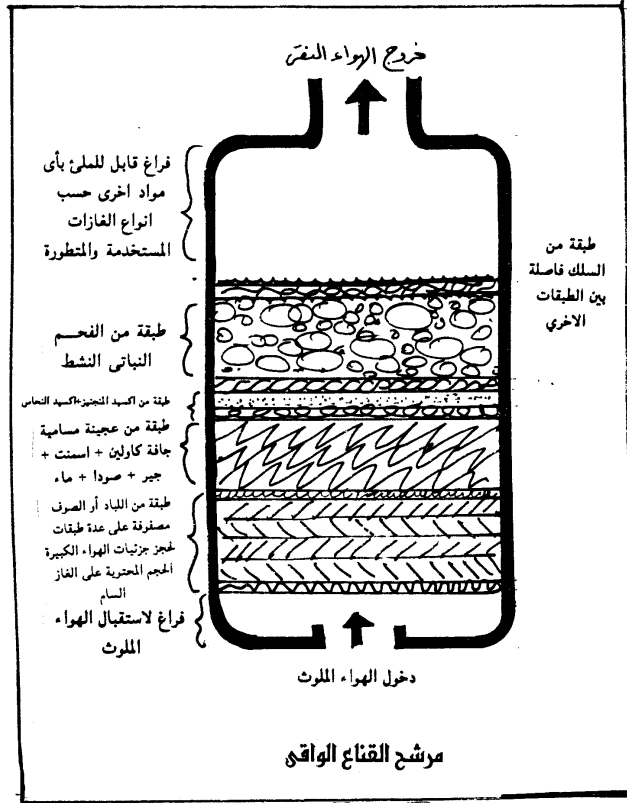 خروج الهواء النقى
فراغ قابل للملئ بأى
مواد اخرى حسب
انواع الغازات
المستخدمة والمتطورة
طبقة من
السلك فاصلة
بين الطبقات
الاخري
طبقة من الفحم
النباتى النشط
طبقة من اكسيد المنجنيز+اكسيد النحاس
طبقة من عجينة مسامية
جافة كاولين + اسمنت +
جير + صودا + ماء
طبقة من اللباد أو الصوف
مصفوفة على عدة طبقات
لحجز جزئيات الهواء الكبيرة
الحجم المحتوية على الغاز
السام
فراغ لاستقبال الهواء
الملوث
دخول الهواء الملوث
مرشح القناع الواقى